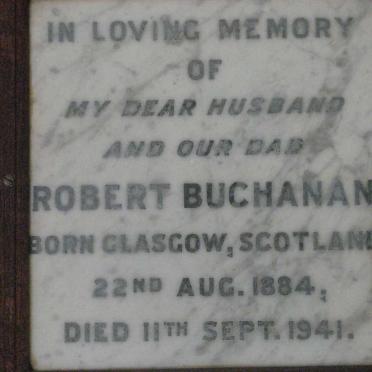 IN LOVING MEMORY
OF
MY DEAR HUSBAND
AND OUR DAD
ROBERT BUCHANAN
BORN GLASGOW, SCOTLAND
22ND AUG. 1884,
DIED 11TH SEPT. 1941.